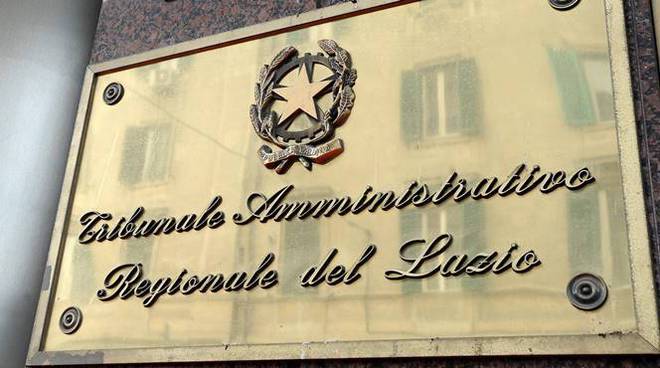 Tribunale Amministrativo
Regionale del Lazio